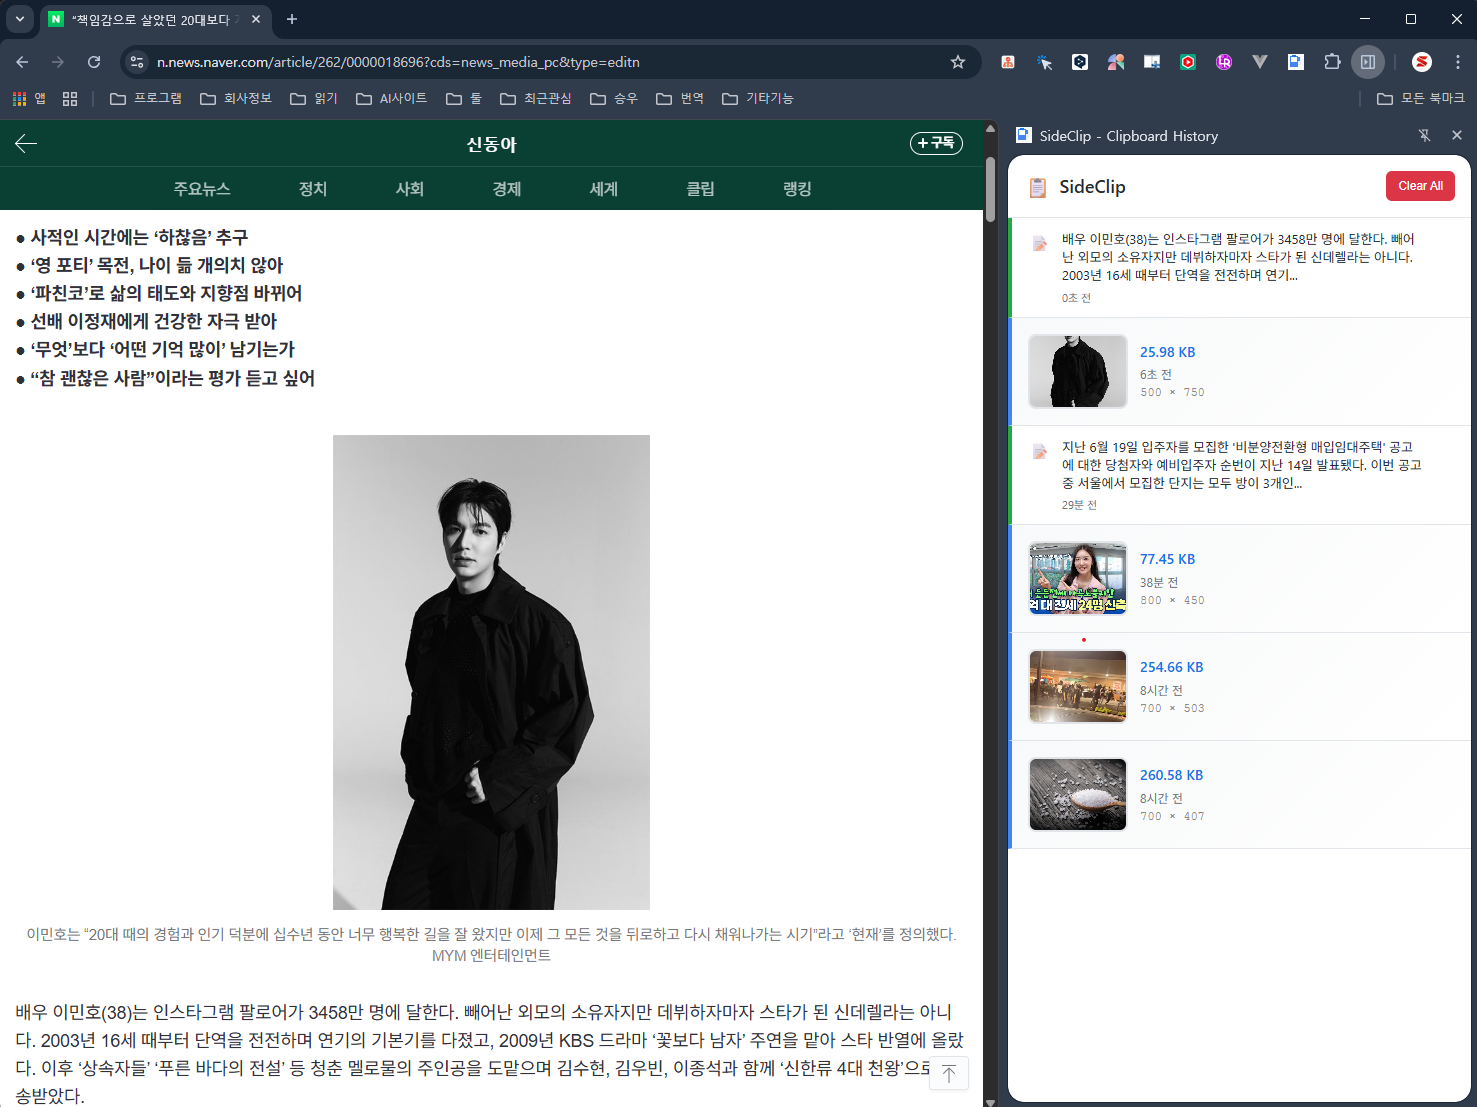 “책임감으로 살았던 20대보다
n.news.naver.com/article/262/0000018696?cds=news_media_pc&type=editn
앱
프로그램
회사정보
읽기
AI사이트
툴
최근관심
승우
번역
기타기능
모든 북마크
신동아
+ 구독
주요뉴스
정치
사회
경제
세계
클립
랭킹
● 사적인 시간에는 ‘하찮음’ 추구
● ‘영 포티’ 목전, 나이 듦 개의치 않아
● ‘파친코’로 삶의 태도와 지향점 바뀌어
● 선배 이정재에게 건강한 자극 받아
● ‘무엇’보다 ‘어떤 기억 많이’ 남기는가
● “참 괜찮은 사람”이라는 평가 듣고 싶어
이민호는 “20대 때의 경험과 인기 덕분에 십수년 동안 너무 행복한 길을 잘 왔지만 이제 그 모든 것을 뒤로하고 다시 채워나가는 시기”라고 ‘현재’를 정의했다.
MYM 엔터테인먼트
배우 이민호(38)는 인스타그램 팔로어가 3458만 명에 달한다. 빼어난 외모의 소유자지만 데뷔하자마자 스타가 된 신데렐라는 아니
다. 2003년 16세 때부터 단역을 전전하며 연기의 기본기를 다졌고, 2009년 KBS 드라마 ‘꽃보다 남자’ 주연을 맡아 스타 반열에 올랐
다. 이후 ‘상속자들’ ‘푸른 바다의 전설’ 등 청춘 멜로물의 주인공을 도맡으며 김수현, 김우빈, 이종석과 함께 ‘신한류 4대 천왕’으로
송받았다.
SideClip - Clipboard History
SideClip
Clear All
배우 이민호(38)는 인스타그램 팔로어가 3458만 명에 달한다. 빼어
난 외모의 소유자지만 데뷔하자마자 스타가 된 신데렐라는 아니다.
2003년 16세 때부터 단역을 전전하며 연기...
0초 전
25.98 KB
6초 전
500 × 750
지난 6월 19일 입주자를 모집한 '비분양전환형 매입임대주택' 공고
에 대한 당첨자와 예비입주자 순번이 지난 14일 발표됐다. 이번 공고
중 서울에서 모집한 단지는 모두 방이 3개인...
29분 전
77.45 KB
38분 전
800 × 450
억대 전세 24평 신축
254.66 KB
8시간 전
700 × 503
260.58 KB
8시간 전
700 × 407